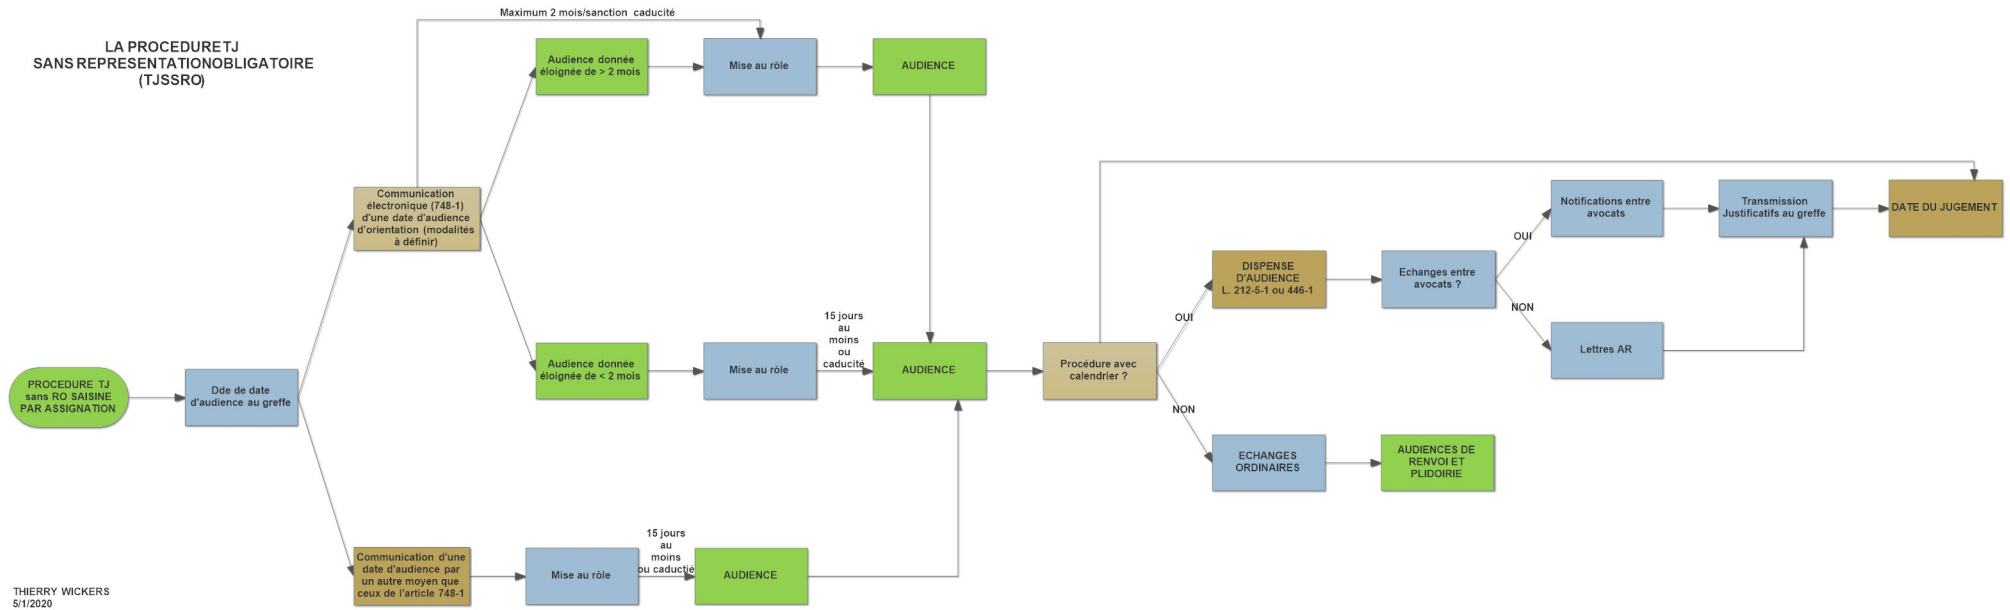 Maximum 2 mois/sanction caducité
LA PROCEDURE TJ
SANS REPRESENTATION OBLIGATOIRE
(TJSSRO)
Audience donnée
éloignée de > 2 mois
Mise au rôle
AUDIENCE
Communication
électronique (748-1)
d'une date d'audience
d'orientation (modalités
à définir)
Notifications entre
avocats
Transmission
Justificatifs au greffe
DATE DU JUGEMENT
OUI
DISPENSE
D'AUDIENCE
L. 212-5-1 ou 446-1
Echanges entre
avocats ?
OUI
NON
15 jours
au
moins
ou
caducité
Audience donnée
éloignée de < 2 mois
Mise au rôle
AUDIENCE
Procédure avec
calendrier ?
Lettres AR
PROCEDURE TJ
sans RO SAISINE
PAR ASSIGNATION
Dde de date
d'audience au greffe
NON
ECHANGES
ORDINAIRES
AUDIENCES DE
RENVOI ET
PLIDOIRIE
15 jours
au
moins
ou caductié
Communication d'une
date d'audience par
un autre moyen que
ceux de l'article 748-1
Mise au rôle
AUDIENCE
THIERRY WICKERS
5/1/2020